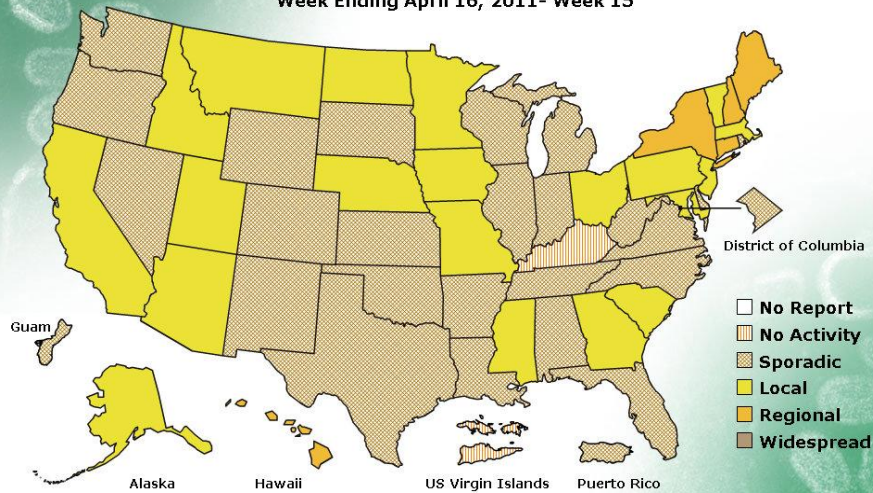 Week Ending April 16, 2011- Week 15
District of Columbia
Guam
No Report
No Activity
Sporadic
Local
Regional
Widespread
Alaska
Hawaii
US Virgin Islands
Puerto Rico